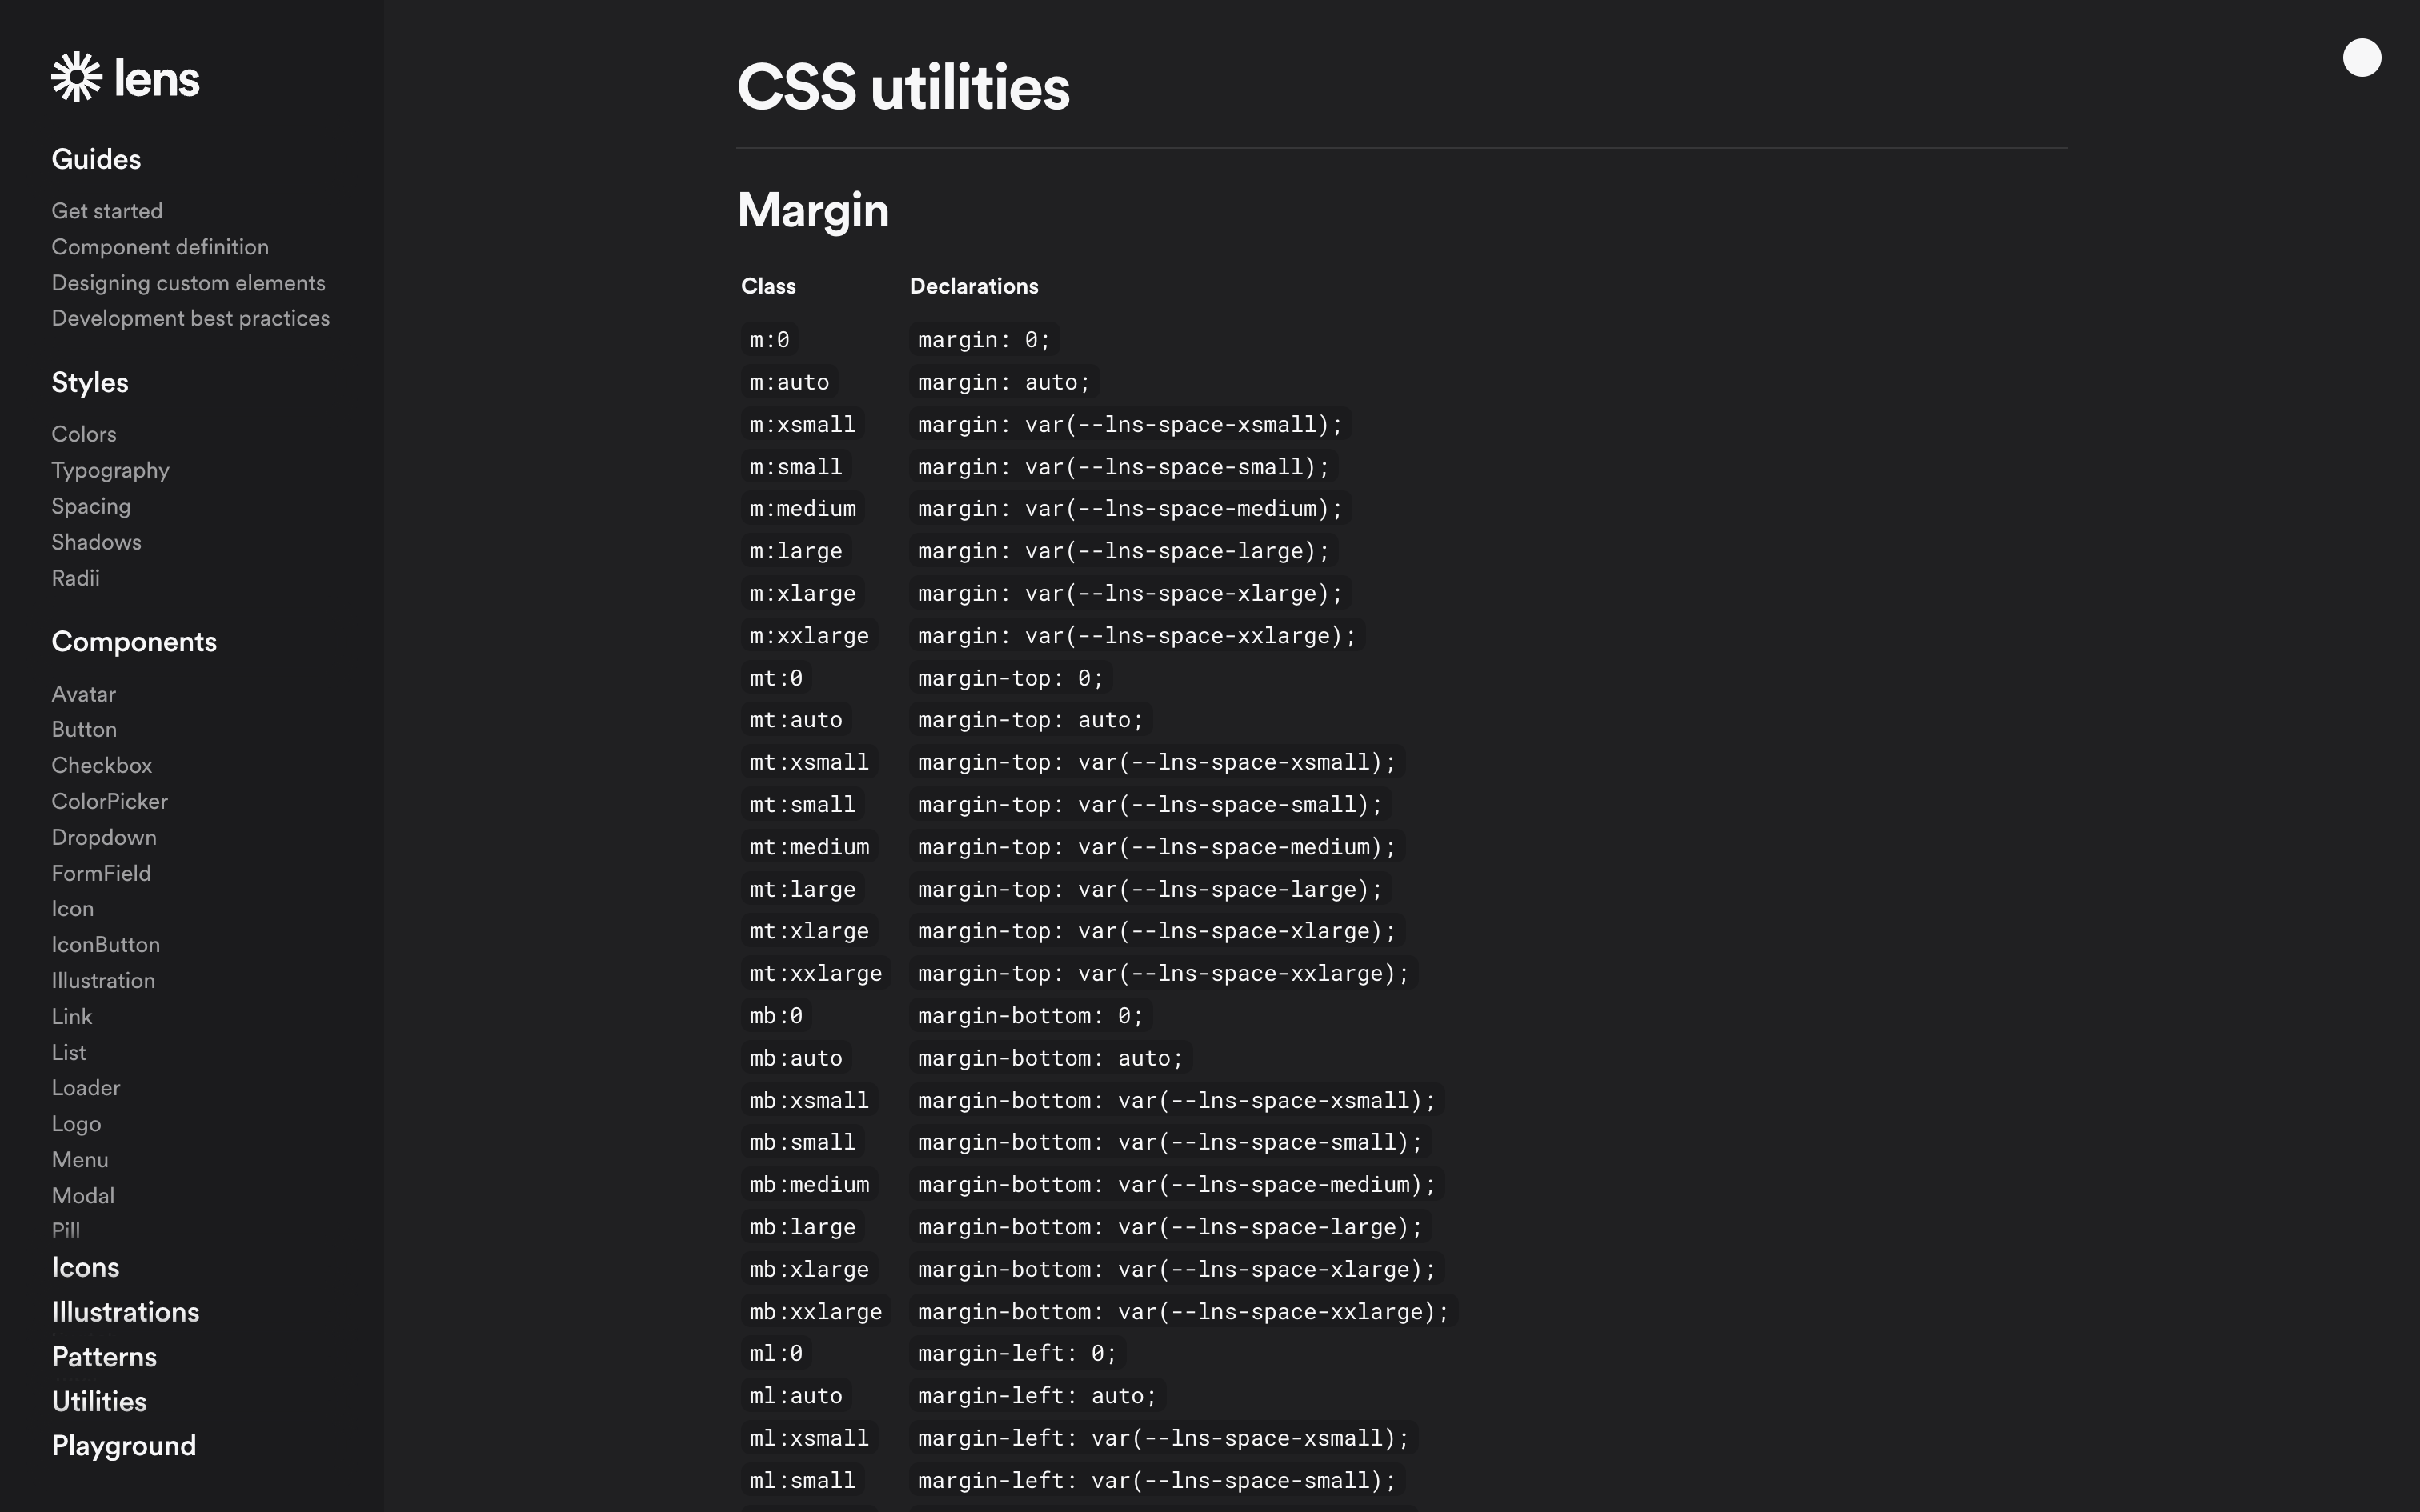 lens
Guides
Get started
Component definition
Designing custom elements
Development best practices
Styles
Colors
Typography
Spacing
Shadows
Radii
Components
Avatar
Button
Checkbox
ColorPicker
Dropdown
FormField
Icon
IconButton
Illustration
Link
List
Loader
Logo
Menu
Modal
Pill
Icons
Illustrations
Patterns
Utilities
Playground
CSS utilities
Margin
Class Declarations
m:0 margin: 0;
m:auto margin: auto;
m:xsmall margin: var(--lns-space-xsmall);
m:small margin: var(--lns-space-small);
m:medium margin: var(--lns-space-medium);
m:large margin: var(--lns-space-large);
m:xlarge margin: var(--lns-space-xlarge);
m:xxlarge margin: var(--lns-space-xxlarge);
mt:0 margin-top: 0;
mt:auto margin-top: auto;
mt:xsmall margin-top: var(--lns-space-xsmall);
mt:small margin-top: var(--lns-space-small);
mt:medium margin-top: var(--lns-space-medium);
mt:large margin-top: var(--lns-space-large);
mt:xlarge margin-top: var(--lns-space-xlarge);
mt:xxlarge margin-top: var(--lns-space-xxlarge);
mb:0 margin-bottom: 0;
mb:auto margin-bottom: auto;
mb:xsmall margin-bottom: var(--lns-space-xsmall);
mb:small margin-bottom: var(--lns-space-small);
mb:medium margin-bottom: var(--lns-space-medium);
mb:large margin-bottom: var(--lns-space-large);
mb:xlarge margin-bottom: var(--lns-space-xlarge);
mb:xxlarge margin-bottom: var(--lns-space-xxlarge);
ml:0 margin-left: 0;
ml:auto margin-left: auto;
ml:xsmall margin-left: var(--lns-space-xsmall);
ml:small margin-left: var(--lns-space-small);